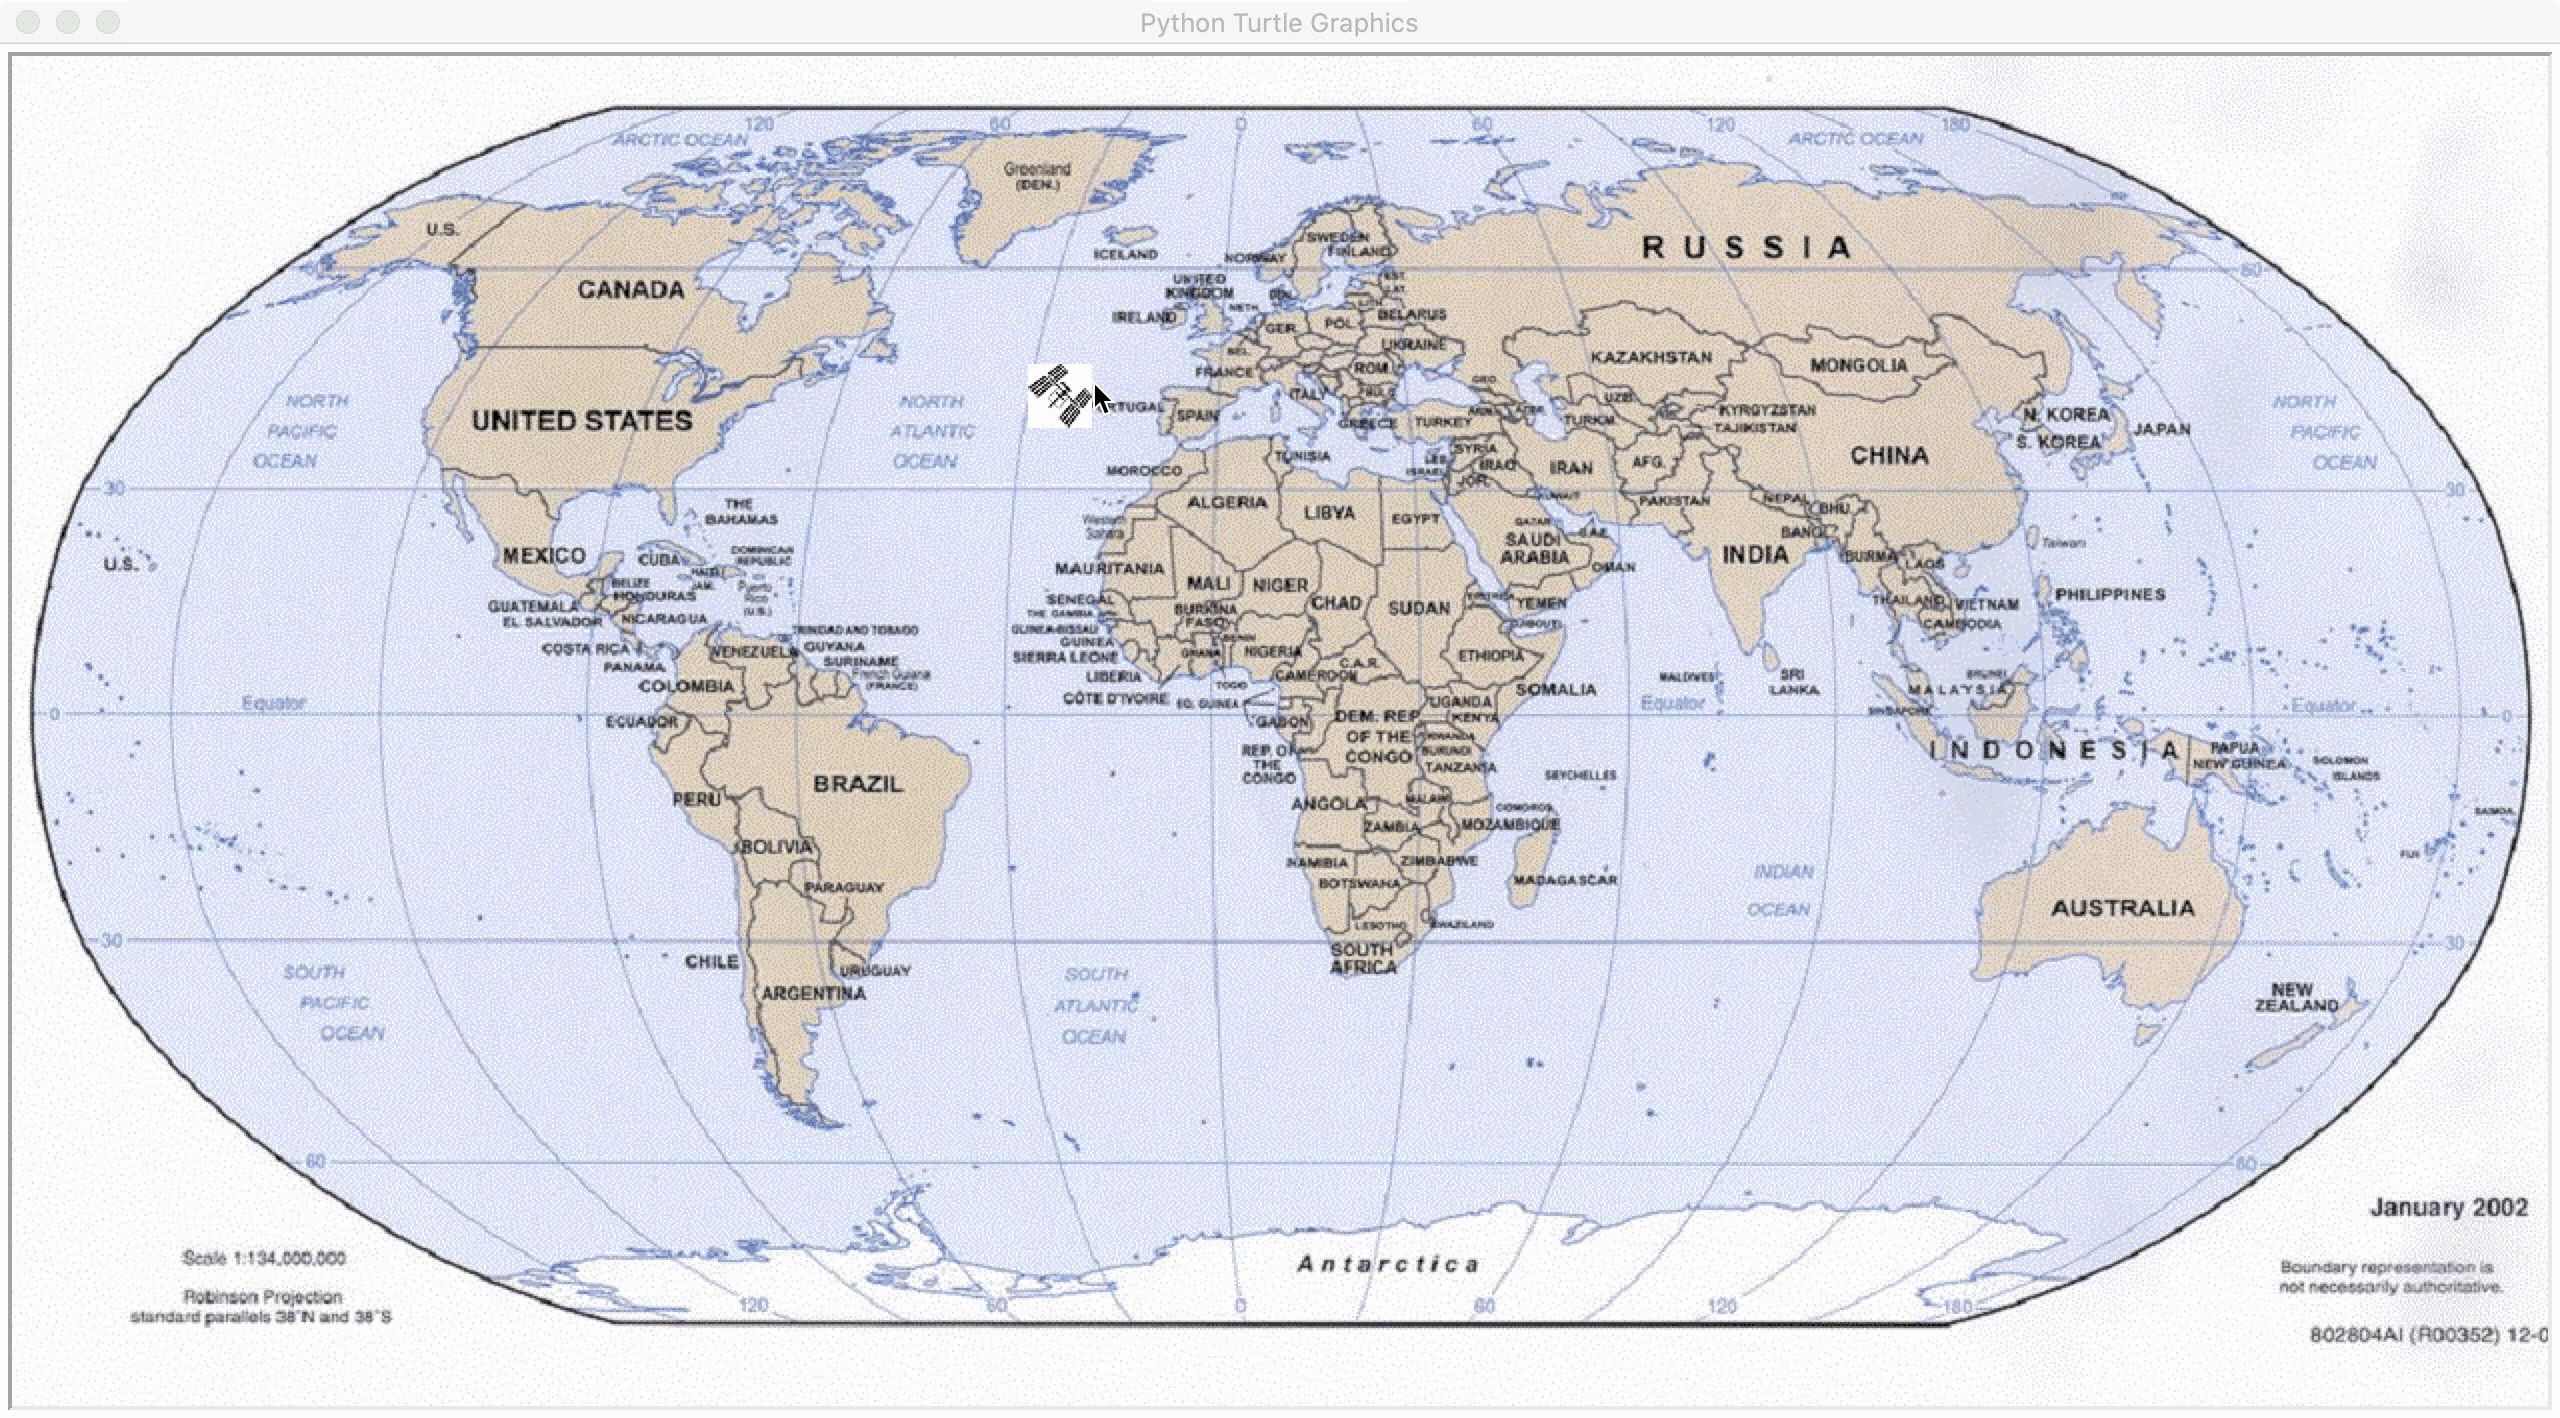 Python Turtle Graphics
120
60
0
60
120
180
ARCTIC OCEAN
ARCTIC OCEAN
Greenland
(DEN.)
U.S.
ICELAND
NORWAY
SWEDEN
FINLAND
RUSSIA
60
CANADA
UNITED
KINGDOM
IRELAND
NETH.
DEN.
EST.
LAT.
LITH.
BELARUS
GER.
POL.
UKRAINE
BEL.
FRANCE
ROM.
BULG.
ITALY
KAZAKHSTAN
MONGOLIA
GEO.
UZB.
KYRGYZSTAN
TAJIKISTAN
TURKM.
SPAIN
GREECE
TURKEY
NORTH
PACIFIC
OCEAN
UNITED STATES
NORTH
ATLANTIC
OCEAN
N. KOREA
S. KOREA
JAPAN
NORTH
PACIFIC
OCEAN
CHINA
MOROCCO
TUNISIA
LEB.
SYRIA
ISRAEL
IRAQ
JOR.
IRAN
AFG.
30
30
THE
BAHAMAS
Western
Sahara
ALGERIA
LIBYA
EGYPT
KUWAIT
PAKISTAN
NEPAL
BHU.
QATAR
U.A.E.
SAUDI
ARABIA
OMAN
BANG.
INDIA
BURMA
LAOS
Taiwan
U.S.
MEXICO
CUBA
DOMINICAN
REPUBLIC
HAITI
JAM.
Puerto
Rico
(U.S.)
BELIZE
HONDURAS
GUATEMALA
EL SALVADOR
NICARAGUA
COSTA RICA
PANAMA
TRINIDAD AND TOBAGO
VENEZUELA
GUYANA
SURINAME
French Guiana
(FRANCE)
COLOMBIA
ECUADOR
MAURITANIA
MALI
NIGER
CHAD
SUDAN
ERITREA
YEMEN
DJIBOUTI
SENEGAL
THE GAMBIA
GUINEA-BISSAU
GUINEA
SIERRA LEONE
LIBERIA
CÔTE D'IVOIRE
BURKINA
FASO
GHANA
BENIN
TOGO
NIGERIA
C.A.R.
CAMEROON
EQ. GUINEA
ETHIOPIA
SOMALIA
THAILAND
VIETNAM
CAMBODIA
PHILIPPINES
MALDIVES
SRI
LANKA
BRUNEI
MALAYSIA
SINGAPORE
Equator
Equator
Equator
0
0
GABON
REP. OF
THE
CONGO
DEM. REP.
OF THE
CONGO
UGANDA
KENYA
RWANDA
BURUNDI
TANZANIA
SEYCHELLES
INDONESIA
PAPUA
NEW GUINEA
SOLOMON
ISLANDS
BRAZIL
PERU
BOLIVIA
PARAGUAY
ANGOLA
ZAMBIA
MALAWI
COMOROS
MOZAMBIQUE
SAMOA
FIJI
NAMIBIA
ZIMBABWE
BOTSWANA
MADAGASCAR
INDIAN
OCEAN
AUSTRALIA
LESOTHO
SWAZILAND
30
30
SOUTH
AFRICA
CHILE
URUGUAY
ARGENTINA
SOUTH
PACIFIC
OCEAN
SOUTH
ATLANTIC
OCEAN
NEW
ZEALAND
60
60
Antarctica
120
60
0
60
120
180
Scale 1:134,000,000
Robinson Projection
standard parallels 38°N and 38°S
January 2002
Boundary representation is
not necessarily authoritative.
802804AI (R00352) 12-0